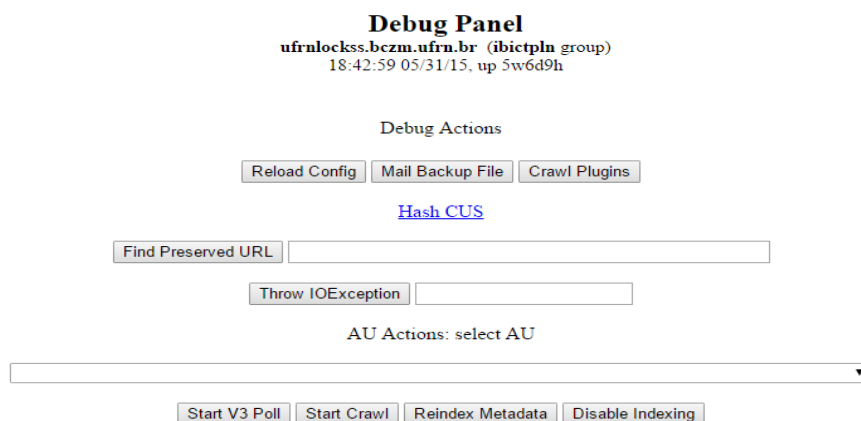 Debug Panel
ufrnlockss.bczm.ufrn.br (ibictpln group)
18:42:59 05/31/15, up 5w6d9h
Debug Actions
Reload Config Mail Backup File Crawl Plugins
Hash CUS
Find Preserved URL
Throw IOException
AU Actions: select AU
Start V3 Poll Start Crawl Reindex Metadata Disable Indexing